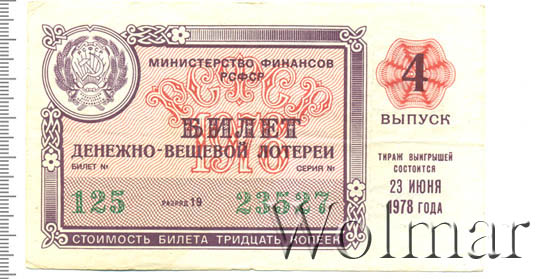 МИНИСТЕРСТВО ФИНАНСОВ
РСФСР
РСФСР
1978
БИЛЕТ
ДЕНЕЖНО-ВЕЩЕВОЙ ЛОТЕРЕИ
БИЛЕТ № СЕРИЯ №
125 РАЗРЯД 19 23527
СТОИМОСТЬ БИЛЕТА ТРИДЦАТЬ КОПЕЕК
4
ВЫПУСК
ТИРАЖ ВЫИГРЫШЕЙ
СОСТОИТСЯ
23 ИЮНЯ
1978 ГОДА
Wolmar